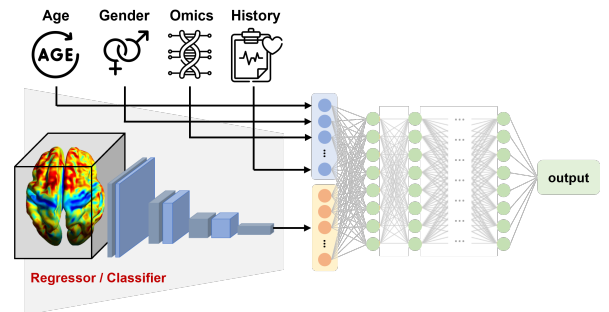 Age Gender Omics History
AGE
Regressor / Classifier
output